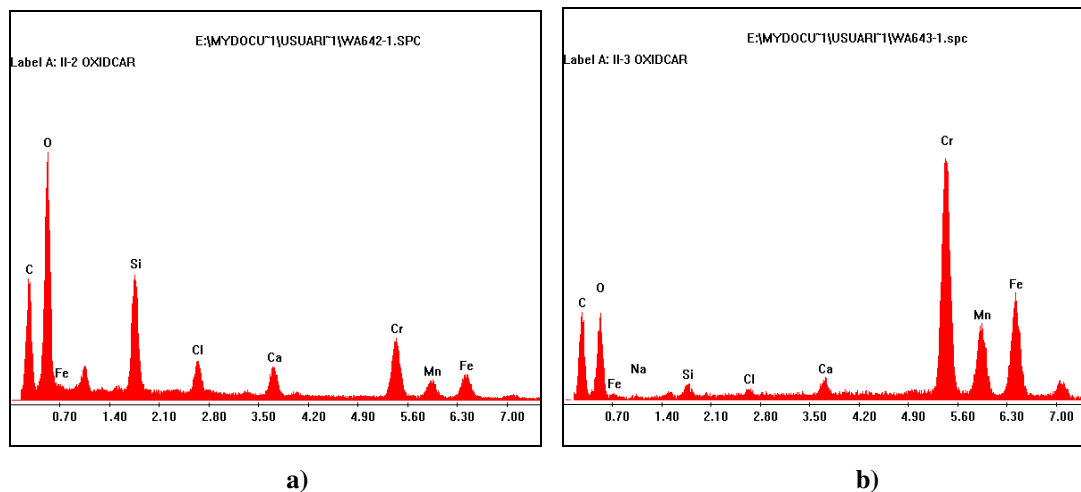 E:\MYDOCU~1\USUARI~1\WA642-1.SPC
Label A: II-2 OXIDCAR
O
C
Si
Fe
Cl
Ca
Cr
Mn
Fe
0.70 1.40 2.10 2.80 3.50 4.20 4.90 5.60 6.30 7.00
a)
E:\MYDOCU~1\USUARI~1\WA643-1.spc
Label A: II-3 OXIDCAR
Cr
C
O
Fe
Na
Si
Cl
Ca
Mn
Fe
0.70 1.40 2.10 2.80 3.50 4.20 4.90 5.60 6.30 7.00
b)